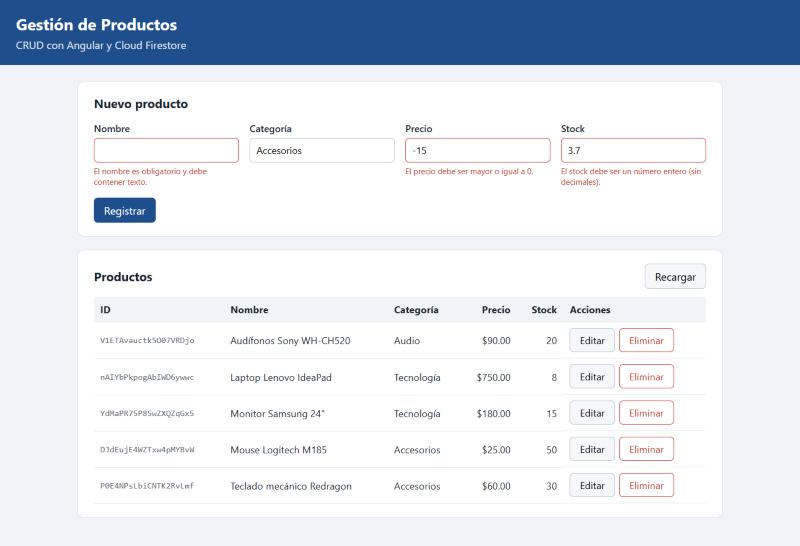 Gestión de Productos
CRUD con Angular y Cloud Firestore
Nuevo producto
Nombre Categoría Precio Stock
Accesorios -15 3.7
El nombre es obligatorio y debe El precio debe ser mayor o igual a 0. El stock debe ser un número entero (sin
contener texto. decimales).
Registrar
Productos Recargar
ID Nombre Categoría Precio Stock Acciones
Audífonos Sony WH-CH520 Audio $90.00 20 Editar Eliminar
Laptop Lenovo IdeaPad Tecnología $750.00 8 Editar Eliminar
Monitor Samsung 24" Tecnología $180.00 15 Editar Eliminar
Mouse Logitech M185 Accesorios $25.00 50 Editar Eliminar
Teclado mecánico Redragon Accesorios $60.00 30 Editar Eliminar